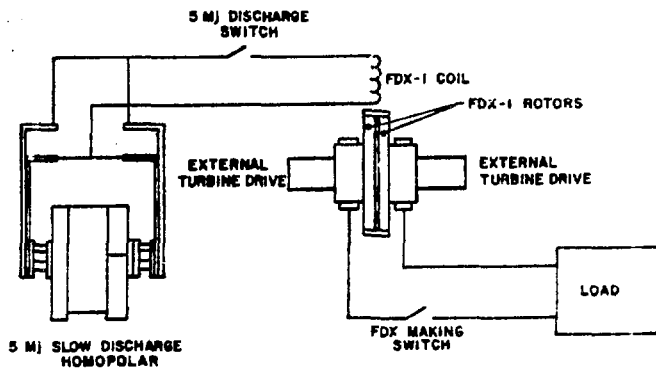 5 Mj DISCHARGE
SWITCH
FDX-1 COIL
FDX-1 ROTORS
EXTERNAL
TURBINE DRIVE
EXTERNAL
TURBINE DRIVE
LOAD
FDX MAKING
SWITCH
5 Mj SLOW DISCHARGE
HOMOPOLAR